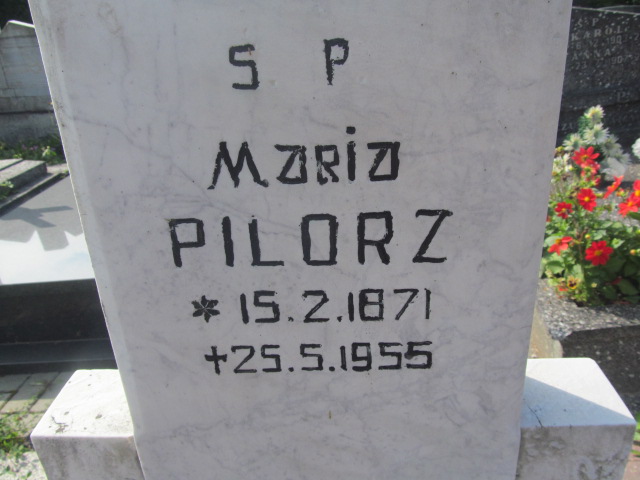 S P
MaRia
PILORZ
* 15.2.1871
✝ 25.5.1955